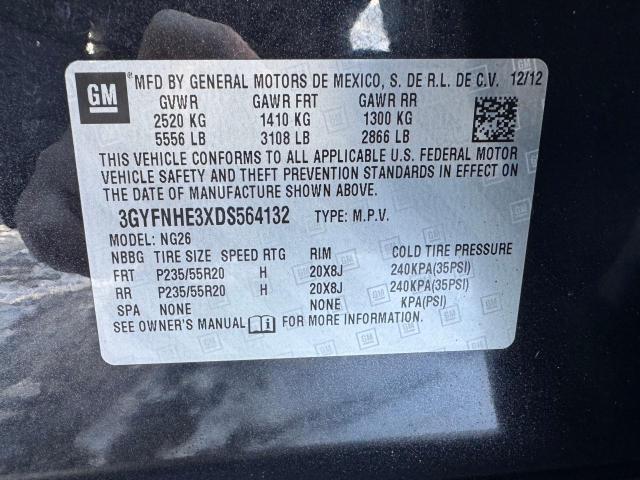 GM MFD BY GENERAL MOTORS DE MEXICO, S. DE R.L. DE C.V. 12/12
GVWR GAWR FRT GAWR RR
2520 KG 1410 KG 1300 KG
5556 LB 3108 LB 2866 LB
THIS VEHICLE CONFORMS TO ALL APPLICABLE U.S. FEDERAL MOTOR
VEHICLE SAFETY AND THEFT PREVENTION STANDARDS IN EFFECT ON
THE DATE OF MANUFACTURE SHOWN ABOVE.
3GYFNHE3XDS564132 TYPE: M.P.V.
MODEL: NG26
NBBG TIRE SIZE SPEED RTG RIM COLD TIRE PRESSURE
FRT P235/55R20 H 20X8J 240KPA(35PSI)
RR P235/55R20 H 20X8J 240KPA(35PSI)
SPA NONE NONE KPA(PSI)
SEE OWNER'S MANUAL i FOR MORE INFORMATION.